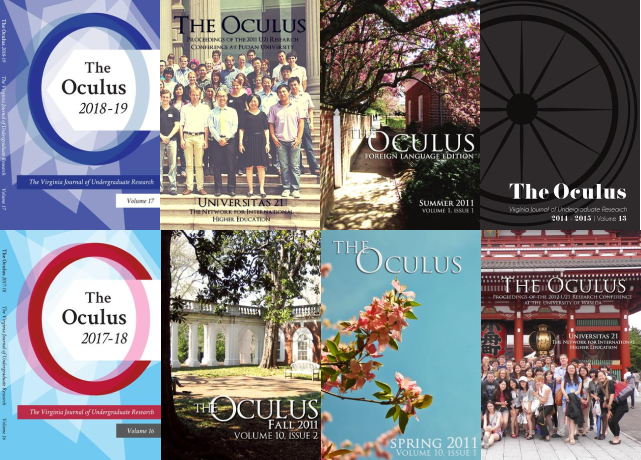 The Oculus 2018-19
The Virginia Journal of Undergraduate Research
Volume 17
The
Oculus
2018-19
The Virginia Journal of Undergraduate Research
Volume 17
THE OCULUS
PROCEEDINGS OF THE 2011 U21 RESEARCH
CONFERENCE AT FUDAN UNIVERSITY
UNIVERSITAS 21
THE NETWORK FOR INTERNATIONAL
HIGHER EDUCATION
THE
OCULUS
FOREIGN LANGUAGE EDITION
SUMMER 2011
VOLUME 1, ISSUE 1
The Oculus
Virginia Journal of Undergraduate Research
2014 - 2015 | Volume 13
The Oculus 2017-18
The Virginia Journal of Undergraduate Research
Volume 16
The
Oculus
2017-18
The Virginia Journal of Undergraduate Research
Volume 16
THE OCULUS
FALL 2011
VOLUME 10, ISSUE 2
THE
OCULUS
SPRING 2011
VOLUME 10, ISSUE 1
THE OCULUS
PROCEEDINGS OF THE 2012 U21 RESEARCH CONFERENCE
AT THE UNIVERSITY OF WASEDA
UNIVERSITAS 21
THE NETWORK FOR INTERNATIONAL
HIGHER EDUCATION